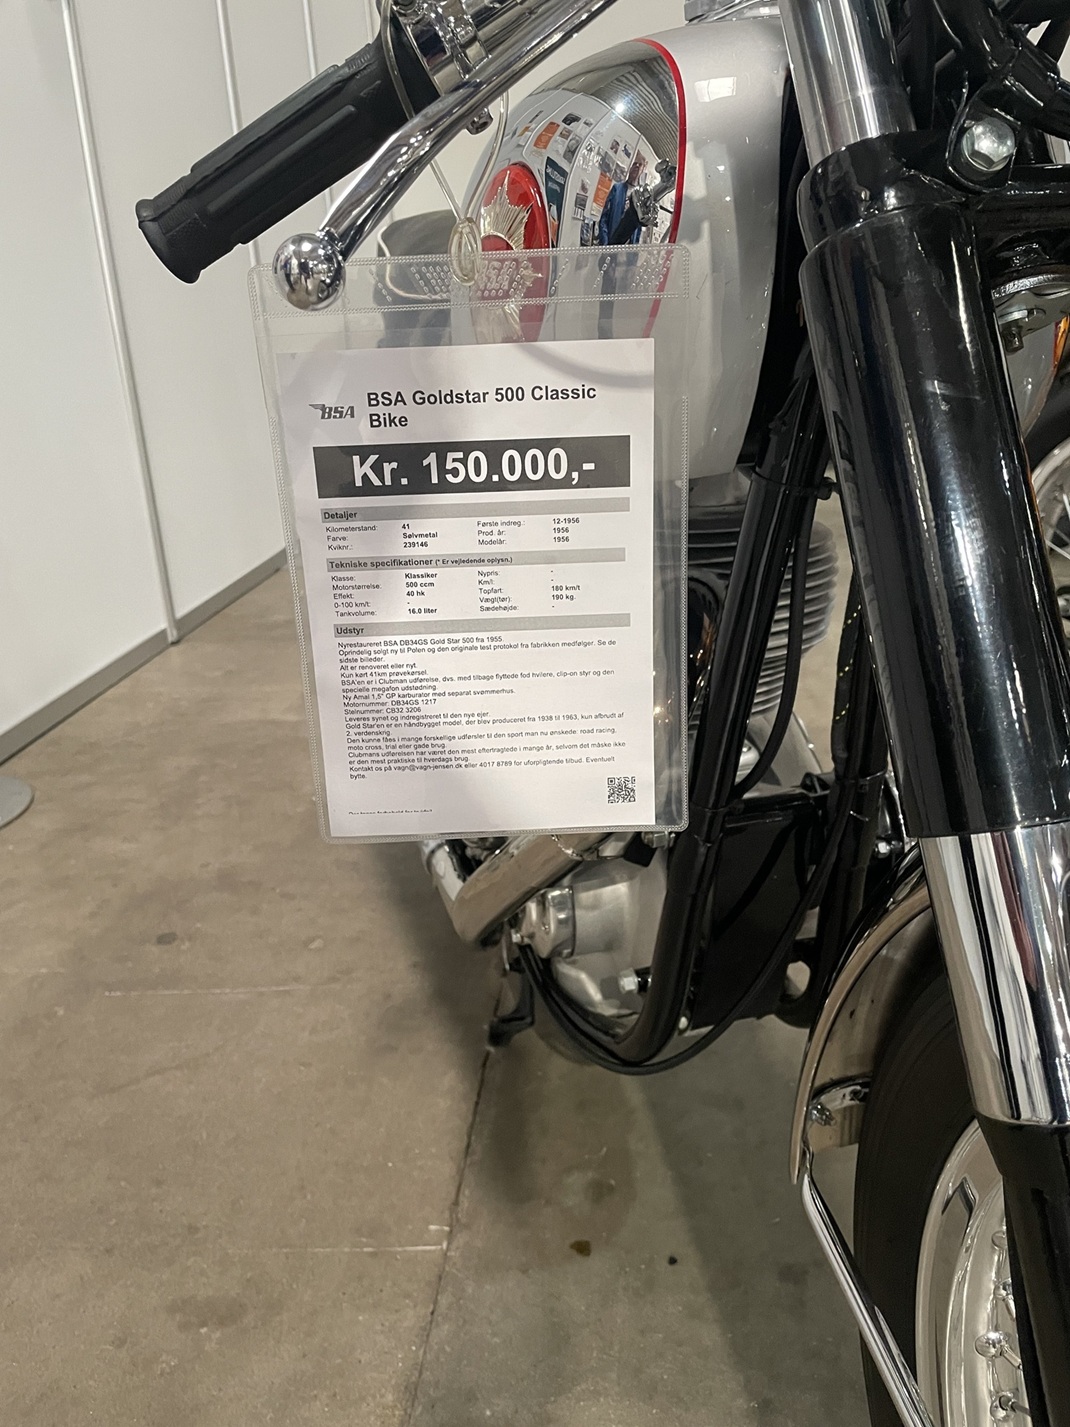 BSA
BSA
BSA Goldstar 500 Classic
Bike
Kr. 150.000,-
Detaljer
Kilometerstand: 41 Første indreg.: 12-1956
Farve: Sølvmetal Prod. år: 1956
Kviknr.: 239146 Modelår: 1956
Tekniske specifikationer (* Er vejledende oplysn.)
Klasse: Klassiker Nypris: -
Motorstørrelse: 500 ccm Km/l: -
Effekt: 40 hk Topfart: 180 km/t
0-100 km/t: - Vægt(tør): 190 kg.
Tankvolume: 16.0 liter Sædehøjde: -
Udstyr
Nyrestaureret BSA DB34GS Gold Star 500 fra 1955.
Oprindelig solgt ny til Polen og den originale test protokol fra fabrikken medfølger. Se de
sidste billeder.
Alt er renoveret eller nyt.
Kun kørt 41km prøvekørsel.
BSA'en er i Clubman udførelse, dvs. med tilbage flyttede fod hvilere, clip-on styr og den
specielle megafon udstødning.
Ny Amal 1,5" GP karburator med separat svømmerhus.
Motornummer: DB34GS 1217
Stelnummer: CB32 3206
Leveres synet og indregistreret til den nye ejer.
Gold Star'en er en håndbygget model, der blev produceret fra 1938 til 1963, kun afbrudt af
2. verdenskrig.
Den kunne fåes i mange forskellige udførsler til den sport man nu ønskede: road racing,
moto cross, trial eller gade brug.
Clubmans udførelsen har været den mest eftertragtede i mange år, selvom det måske ikke
er den mest praktiske til hverdags brug.
Kontakt os på vagn@vagn-jensen.dk eller 4017 8789 for uforpligtende tilbud. Eventuelt
bytte.